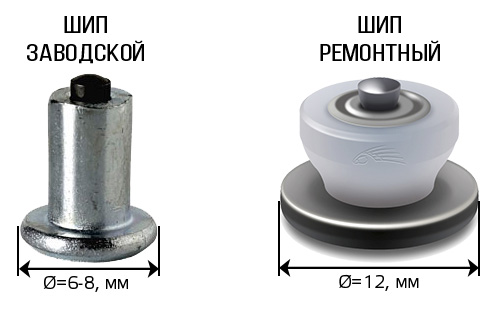 ШИП
ЗАВОДСКОЙ
ШИП
РЕМОНТНЫЙ
Ø=6-8, мм
Ø=12, мм